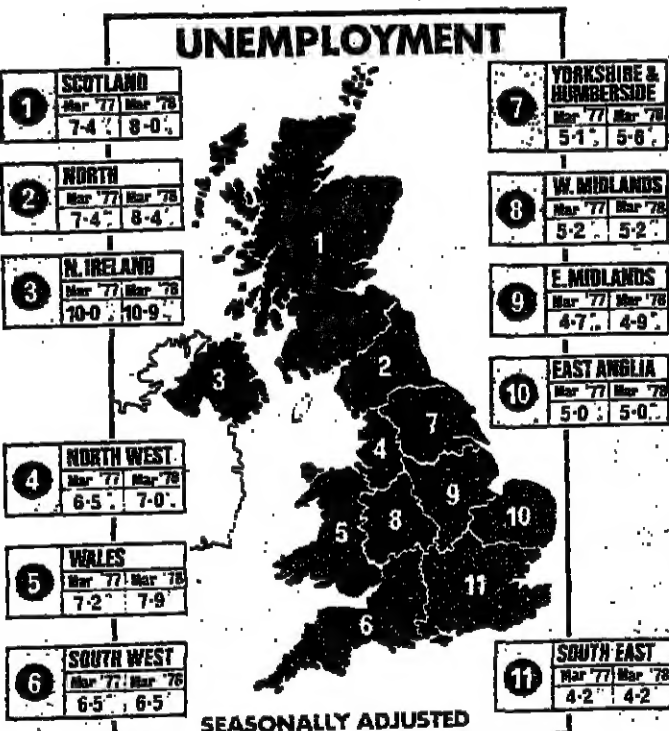 UNEMPLOYMENT
1 SCOTLAND
Mar '77 Mar '78
7·4% 8·0%
2 NORTH
Mar '77 Mar '78
7·4% 8·4%
3 N. IRELAND
Mar '77 Mar '78
10·0% 10·9%
4 NORTH WEST
Mar '77 Mar '78
6·5% 7·0%
5 WALES
Mar '77 Mar '78
7·2% 7·9%
6 SOUTH WEST
Mar '77 Mar '78
6·5% 6·5%
7 YORKSHIRE &
HUMBERSIDE
Mar '77 Mar '78
5·1% 5·6%
8 W. MIDLANDS
Mar '77 Mar '78
5·2% 5·2%
9 E. MIDLANDS
Mar '77 Mar '78
4·7% 4·9%
10 EAST ANGLIA
Mar '77 Mar '78
5·0% 5·0%
11 SOUTH EAST
Mar '77 Mar '78
4·2% 4·2%
1
2
3
7
4
9
8
10
5
11
6
SEASONALLY ADJUSTED